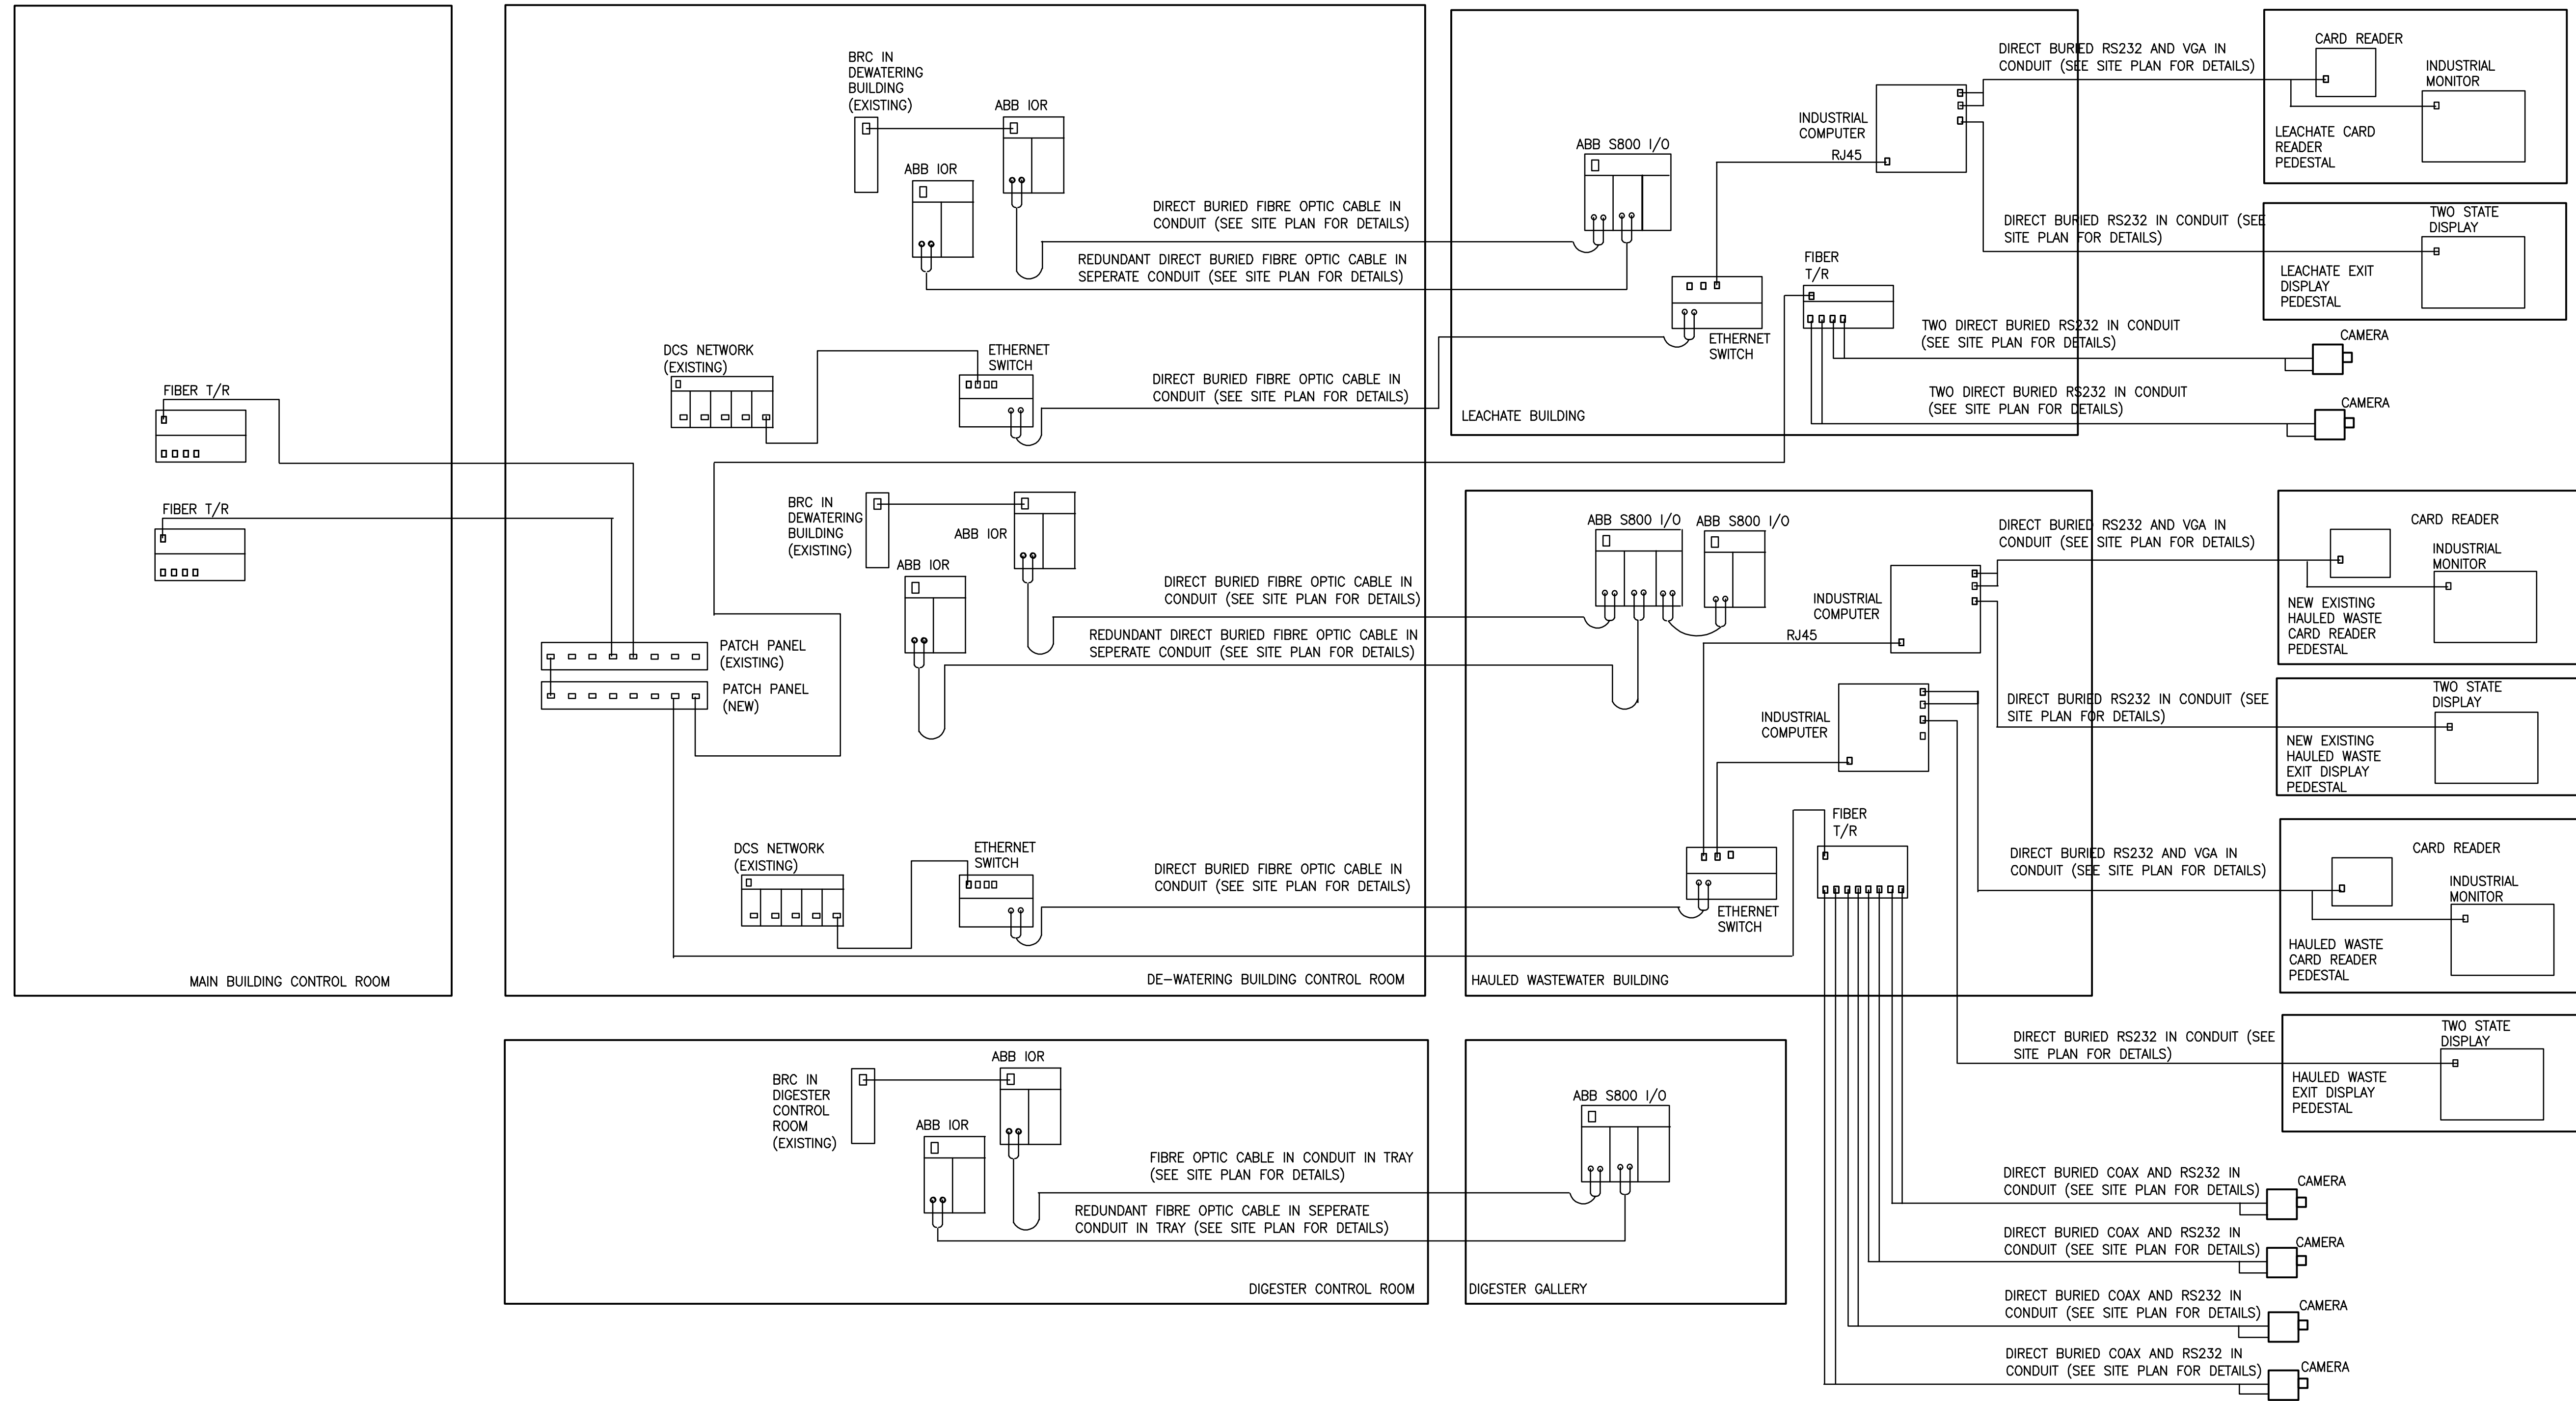 FIBER T/R
FIBER T/R
MAIN BUILDING CONTROL ROOM
BRC IN
DEWATERING
BUILDING
(EXISTING)
ABB IOR
ABB IOR
DIRECT BURIED FIBRE OPTIC CABLE IN
CONDUIT (SEE SITE PLAN FOR DETAILS)
REDUNDANT DIRECT BURIED FIBRE OPTIC CABLE IN
SEPERATE CONDUIT (SEE SITE PLAN FOR DETAILS)
DCS NETWORK
(EXISTING)
ETHERNET
SWITCH
DIRECT BURIED FIBRE OPTIC CABLE IN
CONDUIT (SEE SITE PLAN FOR DETAILS)
BRC IN
DEWATERING
BUILDING
(EXISTING)
ABB IOR
ABB IOR
DIRECT BURIED FIBRE OPTIC CABLE IN
CONDUIT (SEE SITE PLAN FOR DETAILS)
REDUNDANT DIRECT BURIED FIBRE OPTIC CABLE IN
SEPERATE CONDUIT (SEE SITE PLAN FOR DETAILS)
PATCH PANEL
(EXISTING)
PATCH PANEL
(NEW)
DCS NETWORK
(EXISTING)
ETHERNET
SWITCH
DIRECT BURIED FIBRE OPTIC CABLE IN
CONDUIT (SEE SITE PLAN FOR DETAILS)
DE-WATERING BUILDING CONTROL ROOM
ABB S800 I/O
INDUSTRIAL
COMPUTER
RJ45
FIBER
T/R
ETHERNET
SWITCH
LEACHATE BUILDING
DIRECT BURIED RS232 AND VGA IN
CONDUIT (SEE SITE PLAN FOR DETAILS)
DIRECT BURIED RS232 IN CONDUIT (SEE
SITE PLAN FOR DETAILS)
TWO DIRECT BURIED RS232 IN CONDUIT
(SEE SITE PLAN FOR DETAILS)
TWO DIRECT BURIED RS232 IN CONDUIT
(SEE SITE PLAN FOR DETAILS)
CARD READER
INDUSTRIAL
MONITOR
LEACHATE CARD
READER
PEDESTAL
TWO STATE
DISPLAY
LEACHATE EXIT
DISPLAY
PEDESTAL
CAMERA
CAMERA
ABB S800 I/O
ABB S800 I/O
INDUSTRIAL
COMPUTER
RJ45
INDUSTRIAL
COMPUTER
FIBER
T/R
ETHERNET
SWITCH
HAULED WASTEWATER BUILDING
DIRECT BURIED RS232 AND VGA IN
CONDUIT (SEE SITE PLAN FOR DETAILS)
DIRECT BURIED RS232 IN CONDUIT (SEE
SITE PLAN FOR DETAILS)
DIRECT BURIED RS232 AND VGA IN
CONDUIT (SEE SITE PLAN FOR DETAILS)
DIRECT BURIED RS232 IN CONDUIT (SEE
SITE PLAN FOR DETAILS)
CARD READER
INDUSTRIAL
MONITOR
NEW EXISTING
HAULED WASTE
CARD READER
PEDESTAL
TWO STATE
DISPLAY
NEW EXISTING
HAULED WASTE
EXIT DISPLAY
PEDESTAL
CARD READER
INDUSTRIAL
MONITOR
HAULED WASTE
CARD READER
PEDESTAL
TWO STATE
DISPLAY
HAULED WASTE
EXIT DISPLAY
PEDESTAL
DIRECT BURIED COAX AND RS232 IN
CONDUIT (SEE SITE PLAN FOR DETAILS)
CAMERA
DIRECT BURIED COAX AND RS232 IN
CONDUIT (SEE SITE PLAN FOR DETAILS)
CAMERA
DIRECT BURIED COAX AND RS232 IN
CONDUIT (SEE SITE PLAN FOR DETAILS)
CAMERA
DIRECT BURIED COAX AND RS232 IN
CONDUIT (SEE SITE PLAN FOR DETAILS)
CAMERA
BRC IN
DIGESTER
CONTROL
ROOM
(EXISTING)
ABB IOR
ABB IOR
FIBRE OPTIC CABLE IN CONDUIT IN TRAY
(SEE SITE PLAN FOR DETAILS)
REDUNDANT FIBRE OPTIC CABLE IN SEPERATE
CONDUIT IN TRAY (SEE SITE PLAN FOR DETAILS)
DIGESTER CONTROL ROOM
ABB S800 I/O
DIGESTER GALLERY